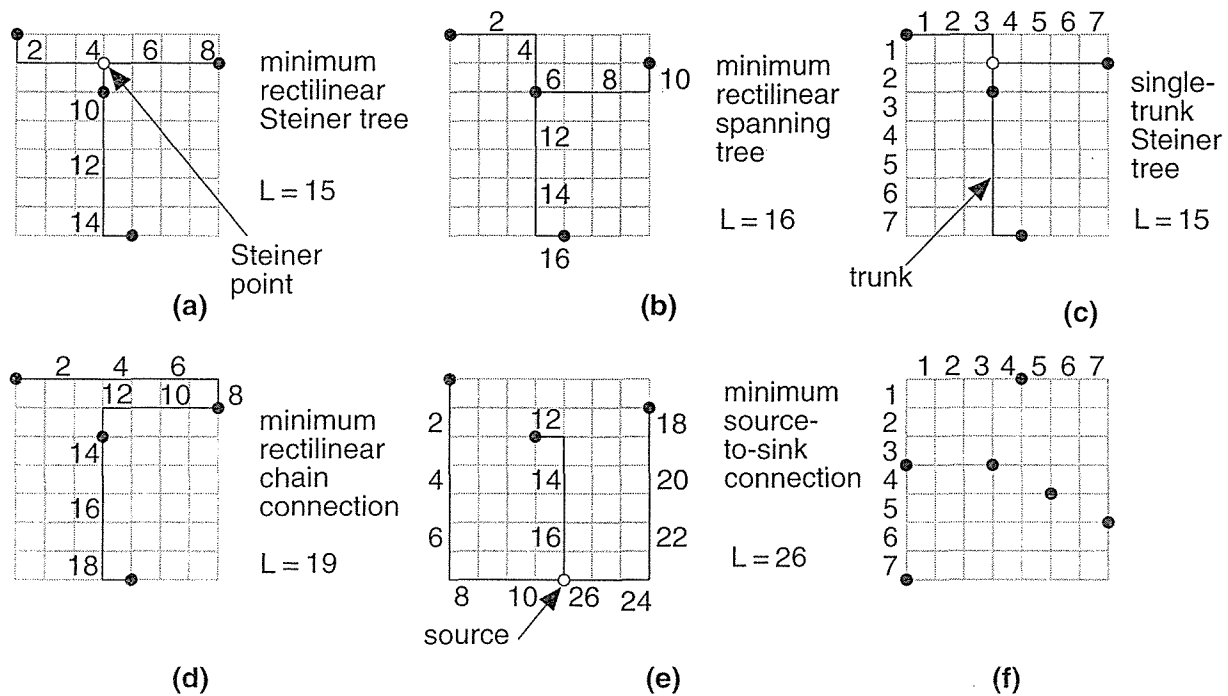 2 4 6 8
10
12
14
minimum
rectilinear
Steiner tree
L = 15
Steiner
point
(a)
2
4
6 8 10
12
14
16
minimum
rectilinear
spanning
tree
L = 16
(b)
1 2 3 4 5 6 7
1
2
3
4
5
6
7
single-
trunk
Steiner
tree
L = 15
trunk
(c)
2 4 6
12 10 8
14
16
18
minimum
rectilinear
chain
connection
L = 19
(d)
2 12 18
4 14 20
6 16 22
8 10 26 24
source
minimum
source-
to-sink
connection
L = 26
(e)
1 2 3 4 5 6 7
1
2
3
4
5
6
7
(f)